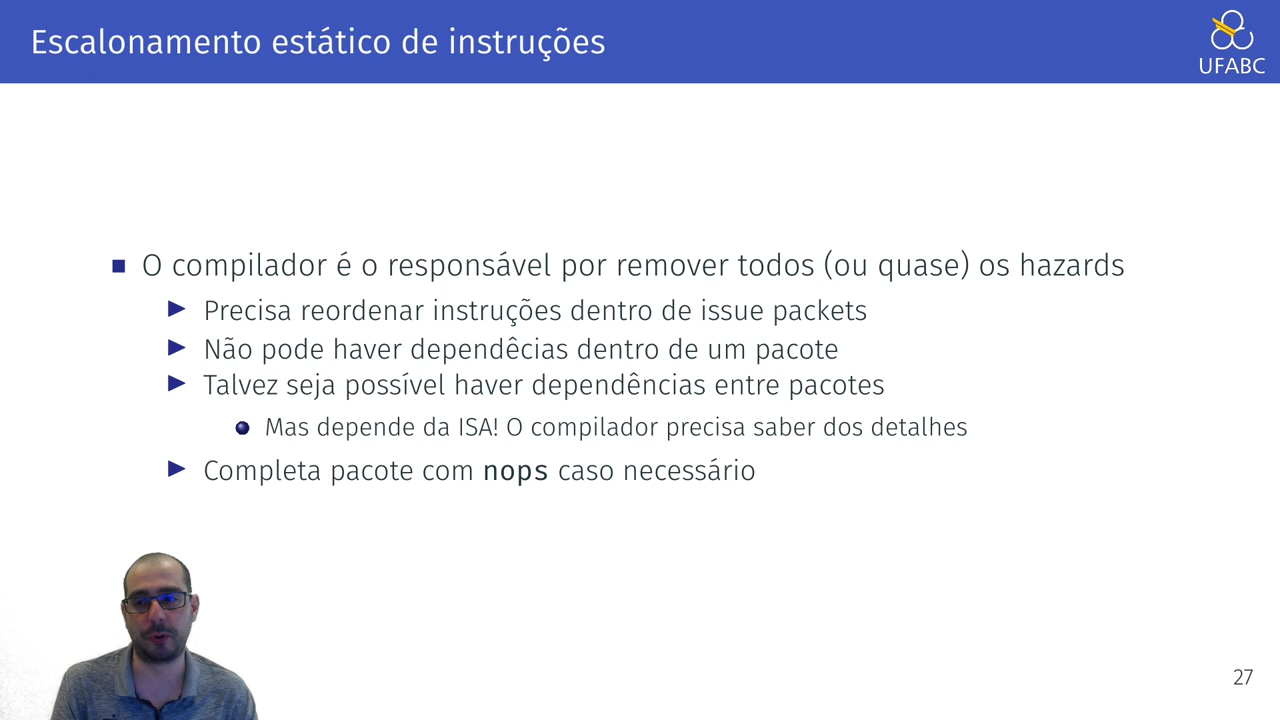 Escalonamento estático de instruções
UFABC
O compilador é o responsável por remover todos (ou quase) os hazards
Precisa reordenar instruções dentro de issue packets
Não pode haver dependêcias dentro de um pacote
Talvez seja possível haver dependências entre pacotes
Mas depende da ISA! O compilador precisa saber dos detalhes
Completa pacote com nops caso necessário
27